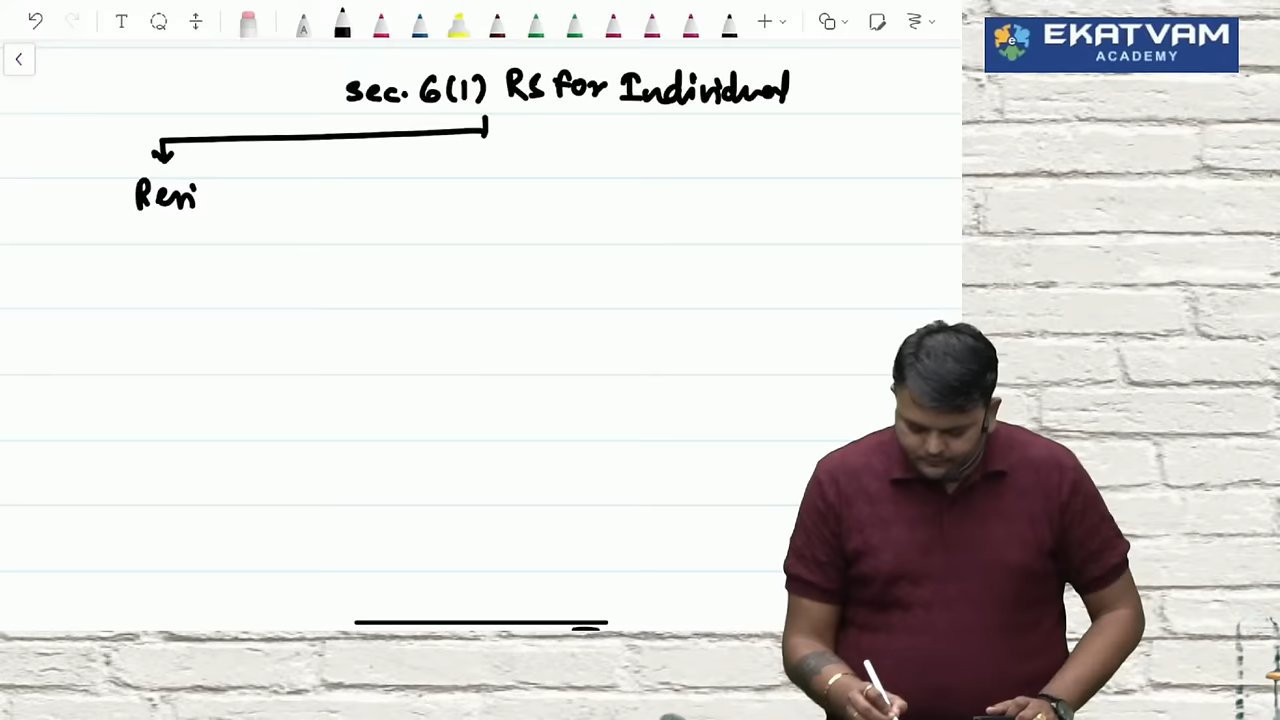 EKATVAM
ACADEMY
sec. 6(1) RS for Individual
Resi